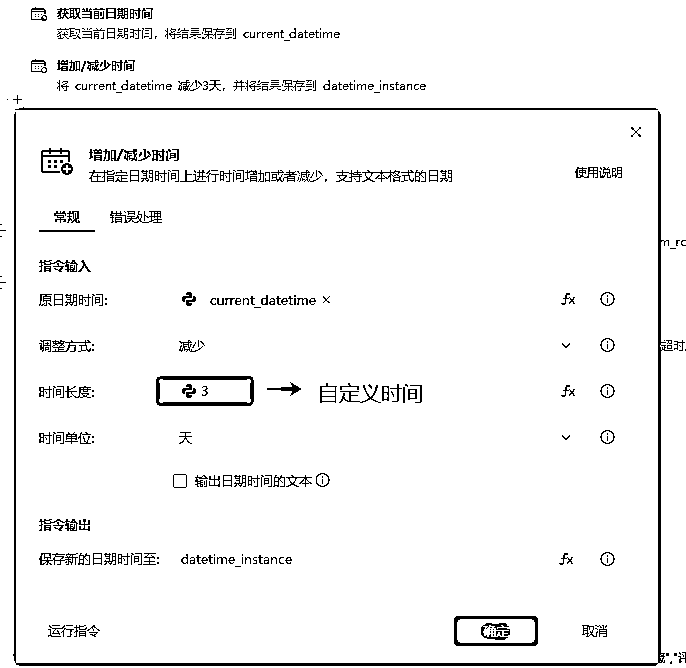 获取当前日期时间
获取当前日期时间，将结果保存到 current_datetime
增加/减少时间
将 current_datetime 减少3天，并将结果保存到 datetime_instance
增加/减少时间
在指定日期时间上进行时间增加或者减少，支持文本格式的日期
使用说明
常规 错误处理
指令输入
原日期时间: current_datetime × fx
调整方式: 减少
时间长度: 3 → 自定义时间 fx
时间单位: 天
输出日期时间的文本
指令输出
保存新的日期时间至: datetime_instance fx
运行指令 确定 取消